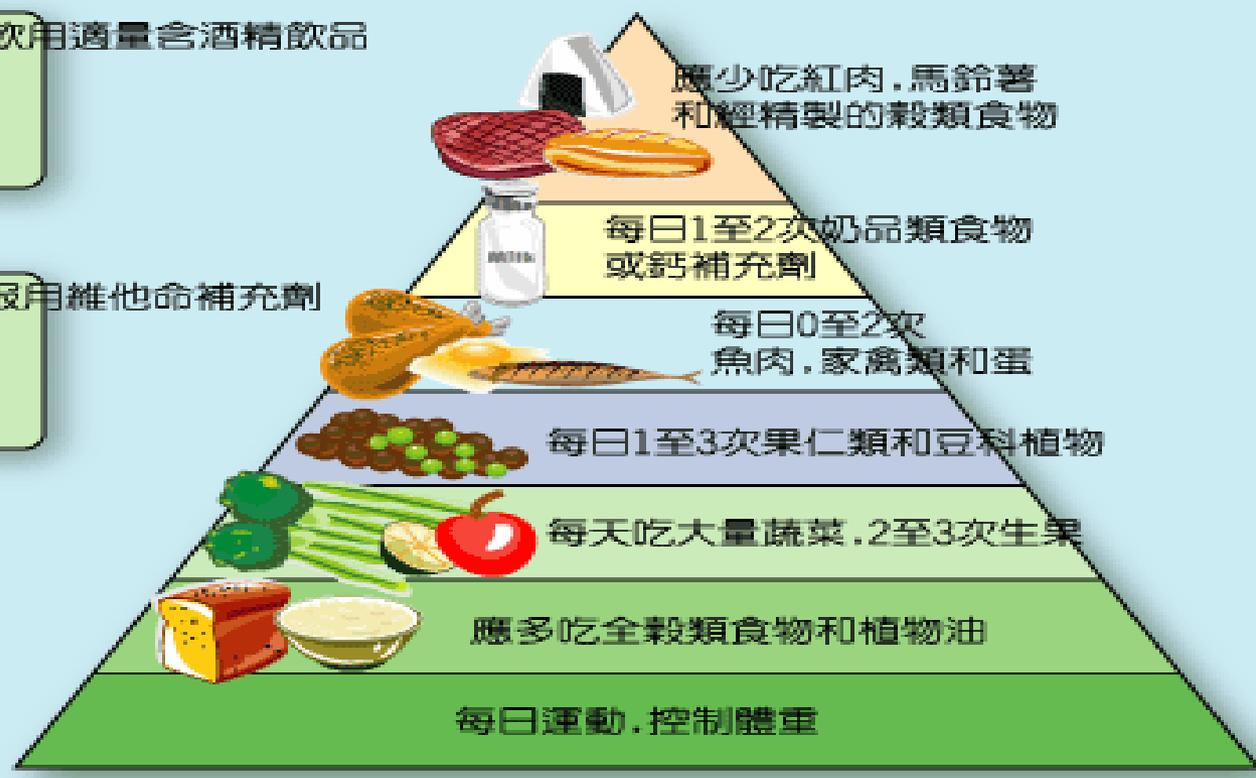 飲用適量含酒精飲品
應少吃紅肉.馬鈴薯
和經精製的穀類食物
每日1至2次奶品類食物
或鈣補充劑
MILK
服用維他命補充劑
每日0至2次
魚肉.家禽類和蛋
每日1至3次果仁類和豆科植物
每天吃大量蔬菜.2至3次生果
應多吃全穀類食物和植物油
每日運動.控制體重